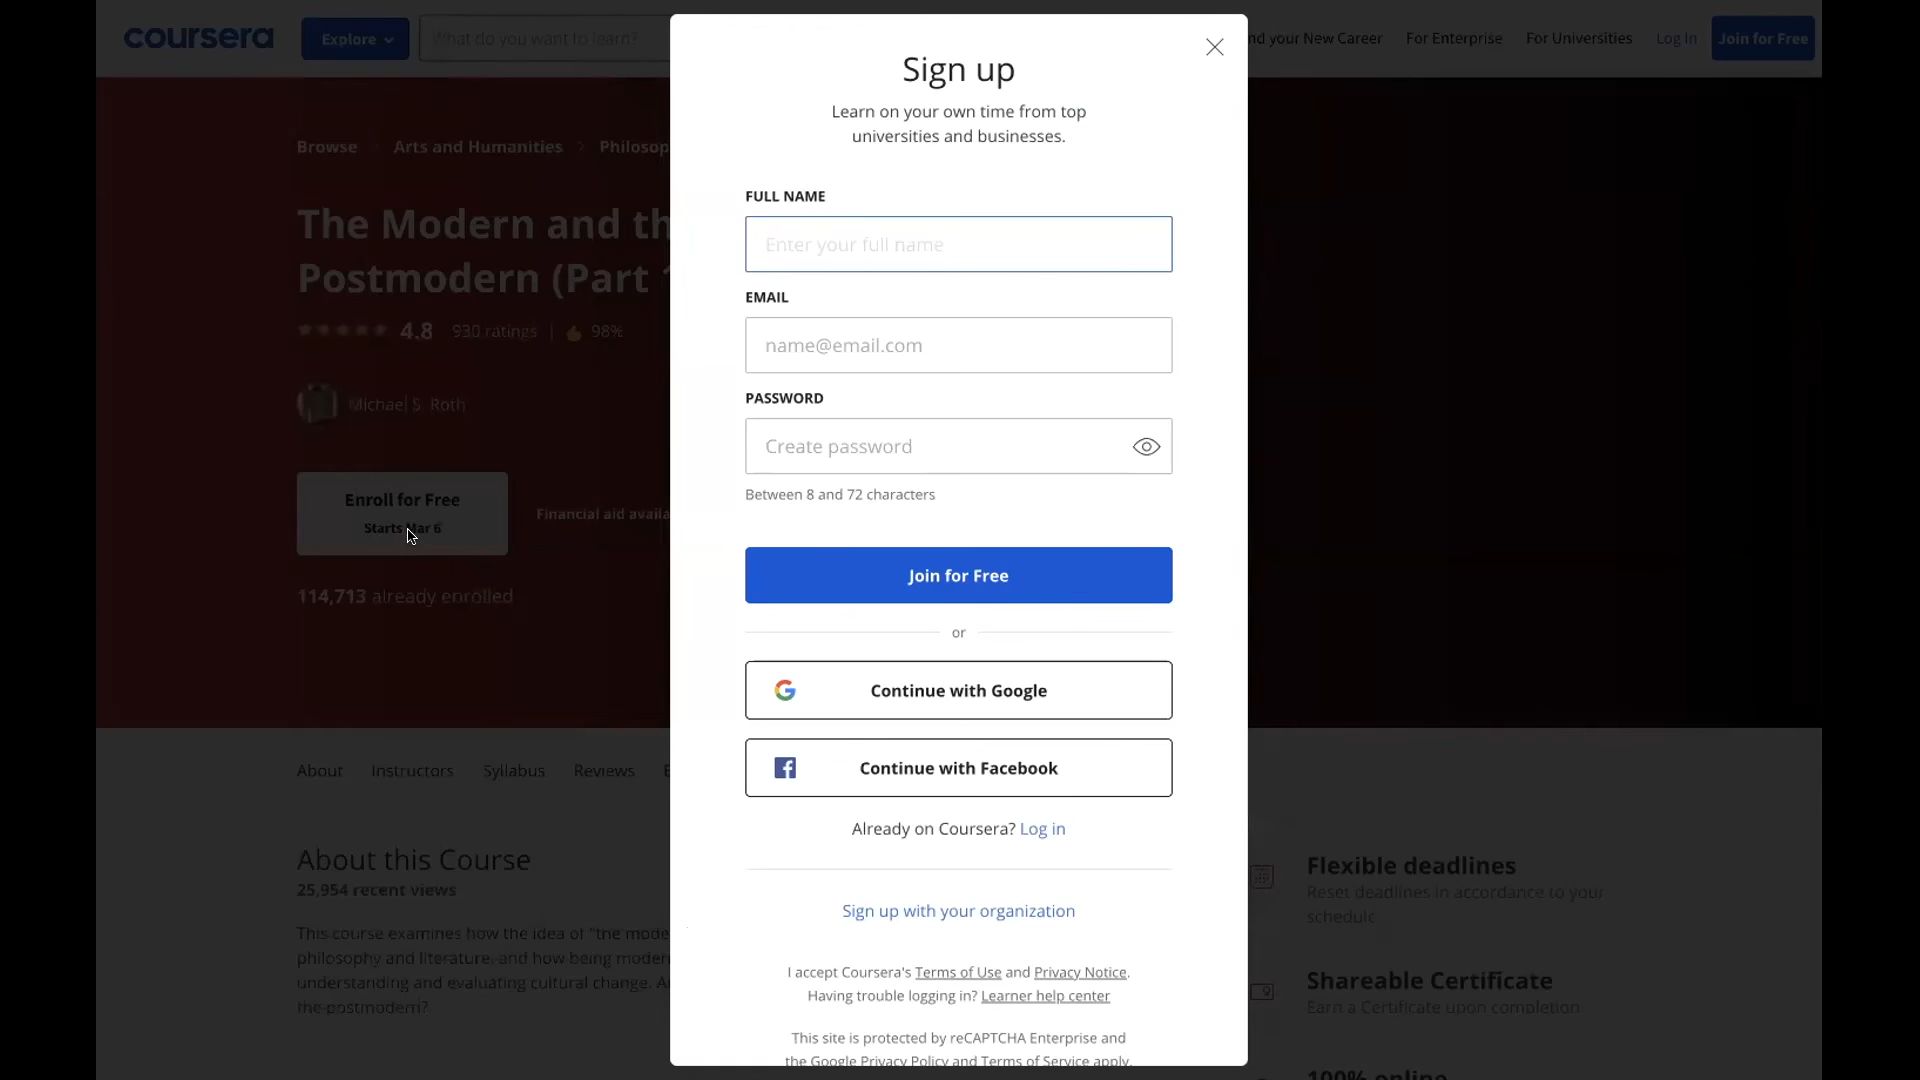 coursera
Explore
What do you want to learn?
nd your New Career
For Enterprise
For Universities
Log In
Join for Free
Browse > Arts and Humanities > Philosop
The Modern and th
Postmodern (Part 1
4.8 930 ratings | 98%
Michael S. Roth
Enroll for Free
Starts Mar 6
Financial aid availa
114,713 already enrolled
About
Instructors
Syllabus
Reviews
About this Course
25,954 recent views
This course examines how the idea of "the mode
philosophy and literature, and how being moder
understanding and evaluating cultural change. A
the postmodern?
Sign up
Learn on your own time from top
universities and businesses.
FULL NAME
Enter your full name
EMAIL
name@email.com
PASSWORD
Create password
Between 8 and 72 characters
Join for Free
or
Continue with Google
Continue with Facebook
Already on Coursera? Log in
Sign up with your organization
I accept Coursera's Terms of Use and Privacy Notice.
Having trouble logging in? Learner help center
This site is protected by reCAPTCHA Enterprise and
the Google Privacy Policy and Terms of Service apply.
Flexible deadlines
Reset deadlines in accordance to your
schedule.
Shareable Certificate
Earn a Certificate upon completion
100% online